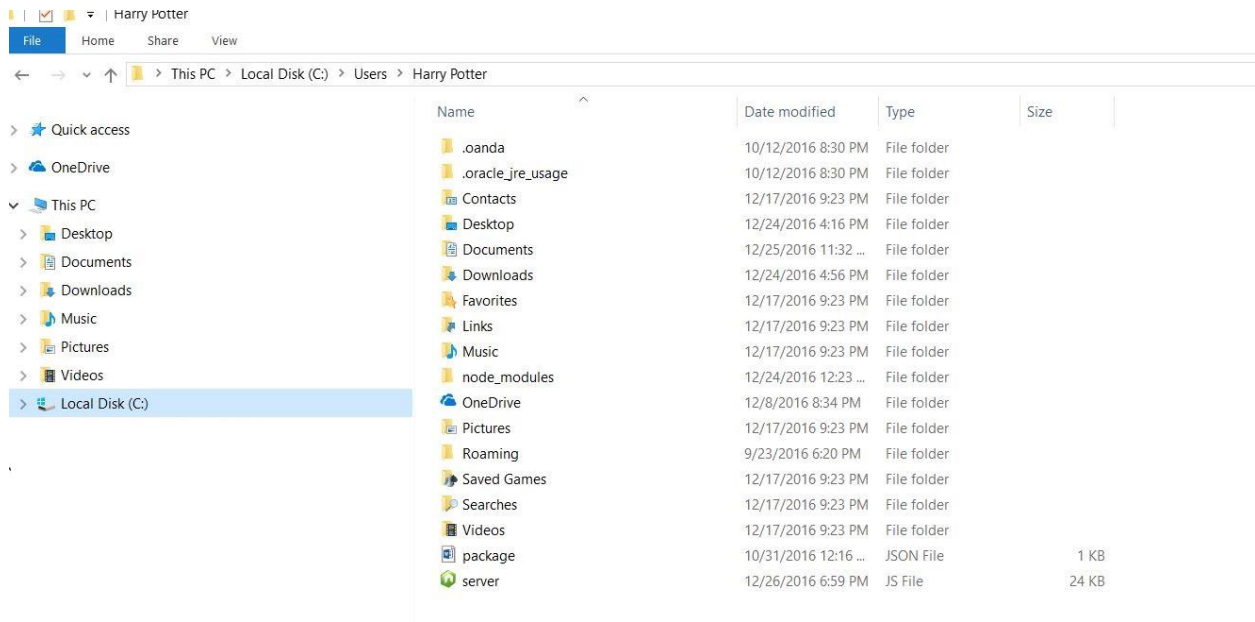 Harry Potter
File Home Share View
This PC > Local Disk (C:) > Users > Harry Potter
Quick access
OneDrive
This PC
Desktop
Documents
Downloads
Music
Pictures
Videos
Local Disk (C:)
Name Date modified Type Size
.oanda 10/12/2016 8:30 PM File folder
.oracle_jre_usage 10/12/2016 8:30 PM File folder
Contacts 12/17/2016 9:23 PM File folder
Desktop 12/24/2016 4:16 PM File folder
Documents 12/25/2016 11:32 ... File folder
Downloads 12/24/2016 4:56 PM File folder
Favorites 12/17/2016 9:23 PM File folder
Links 12/17/2016 9:23 PM File folder
Music 12/17/2016 9:23 PM File folder
node_modules 12/24/2016 12:23 ... File folder
OneDrive 12/8/2016 8:34 PM File folder
Pictures 12/17/2016 9:23 PM File folder
Roaming 9/23/2016 6:20 PM File folder
Saved Games 12/17/2016 9:23 PM File folder
Searches 12/17/2016 9:23 PM File folder
Videos 12/17/2016 9:23 PM File folder
package 10/31/2016 12:16 ... JSON File 1 KB
server 12/26/2016 6:59 PM JS File 24 KB